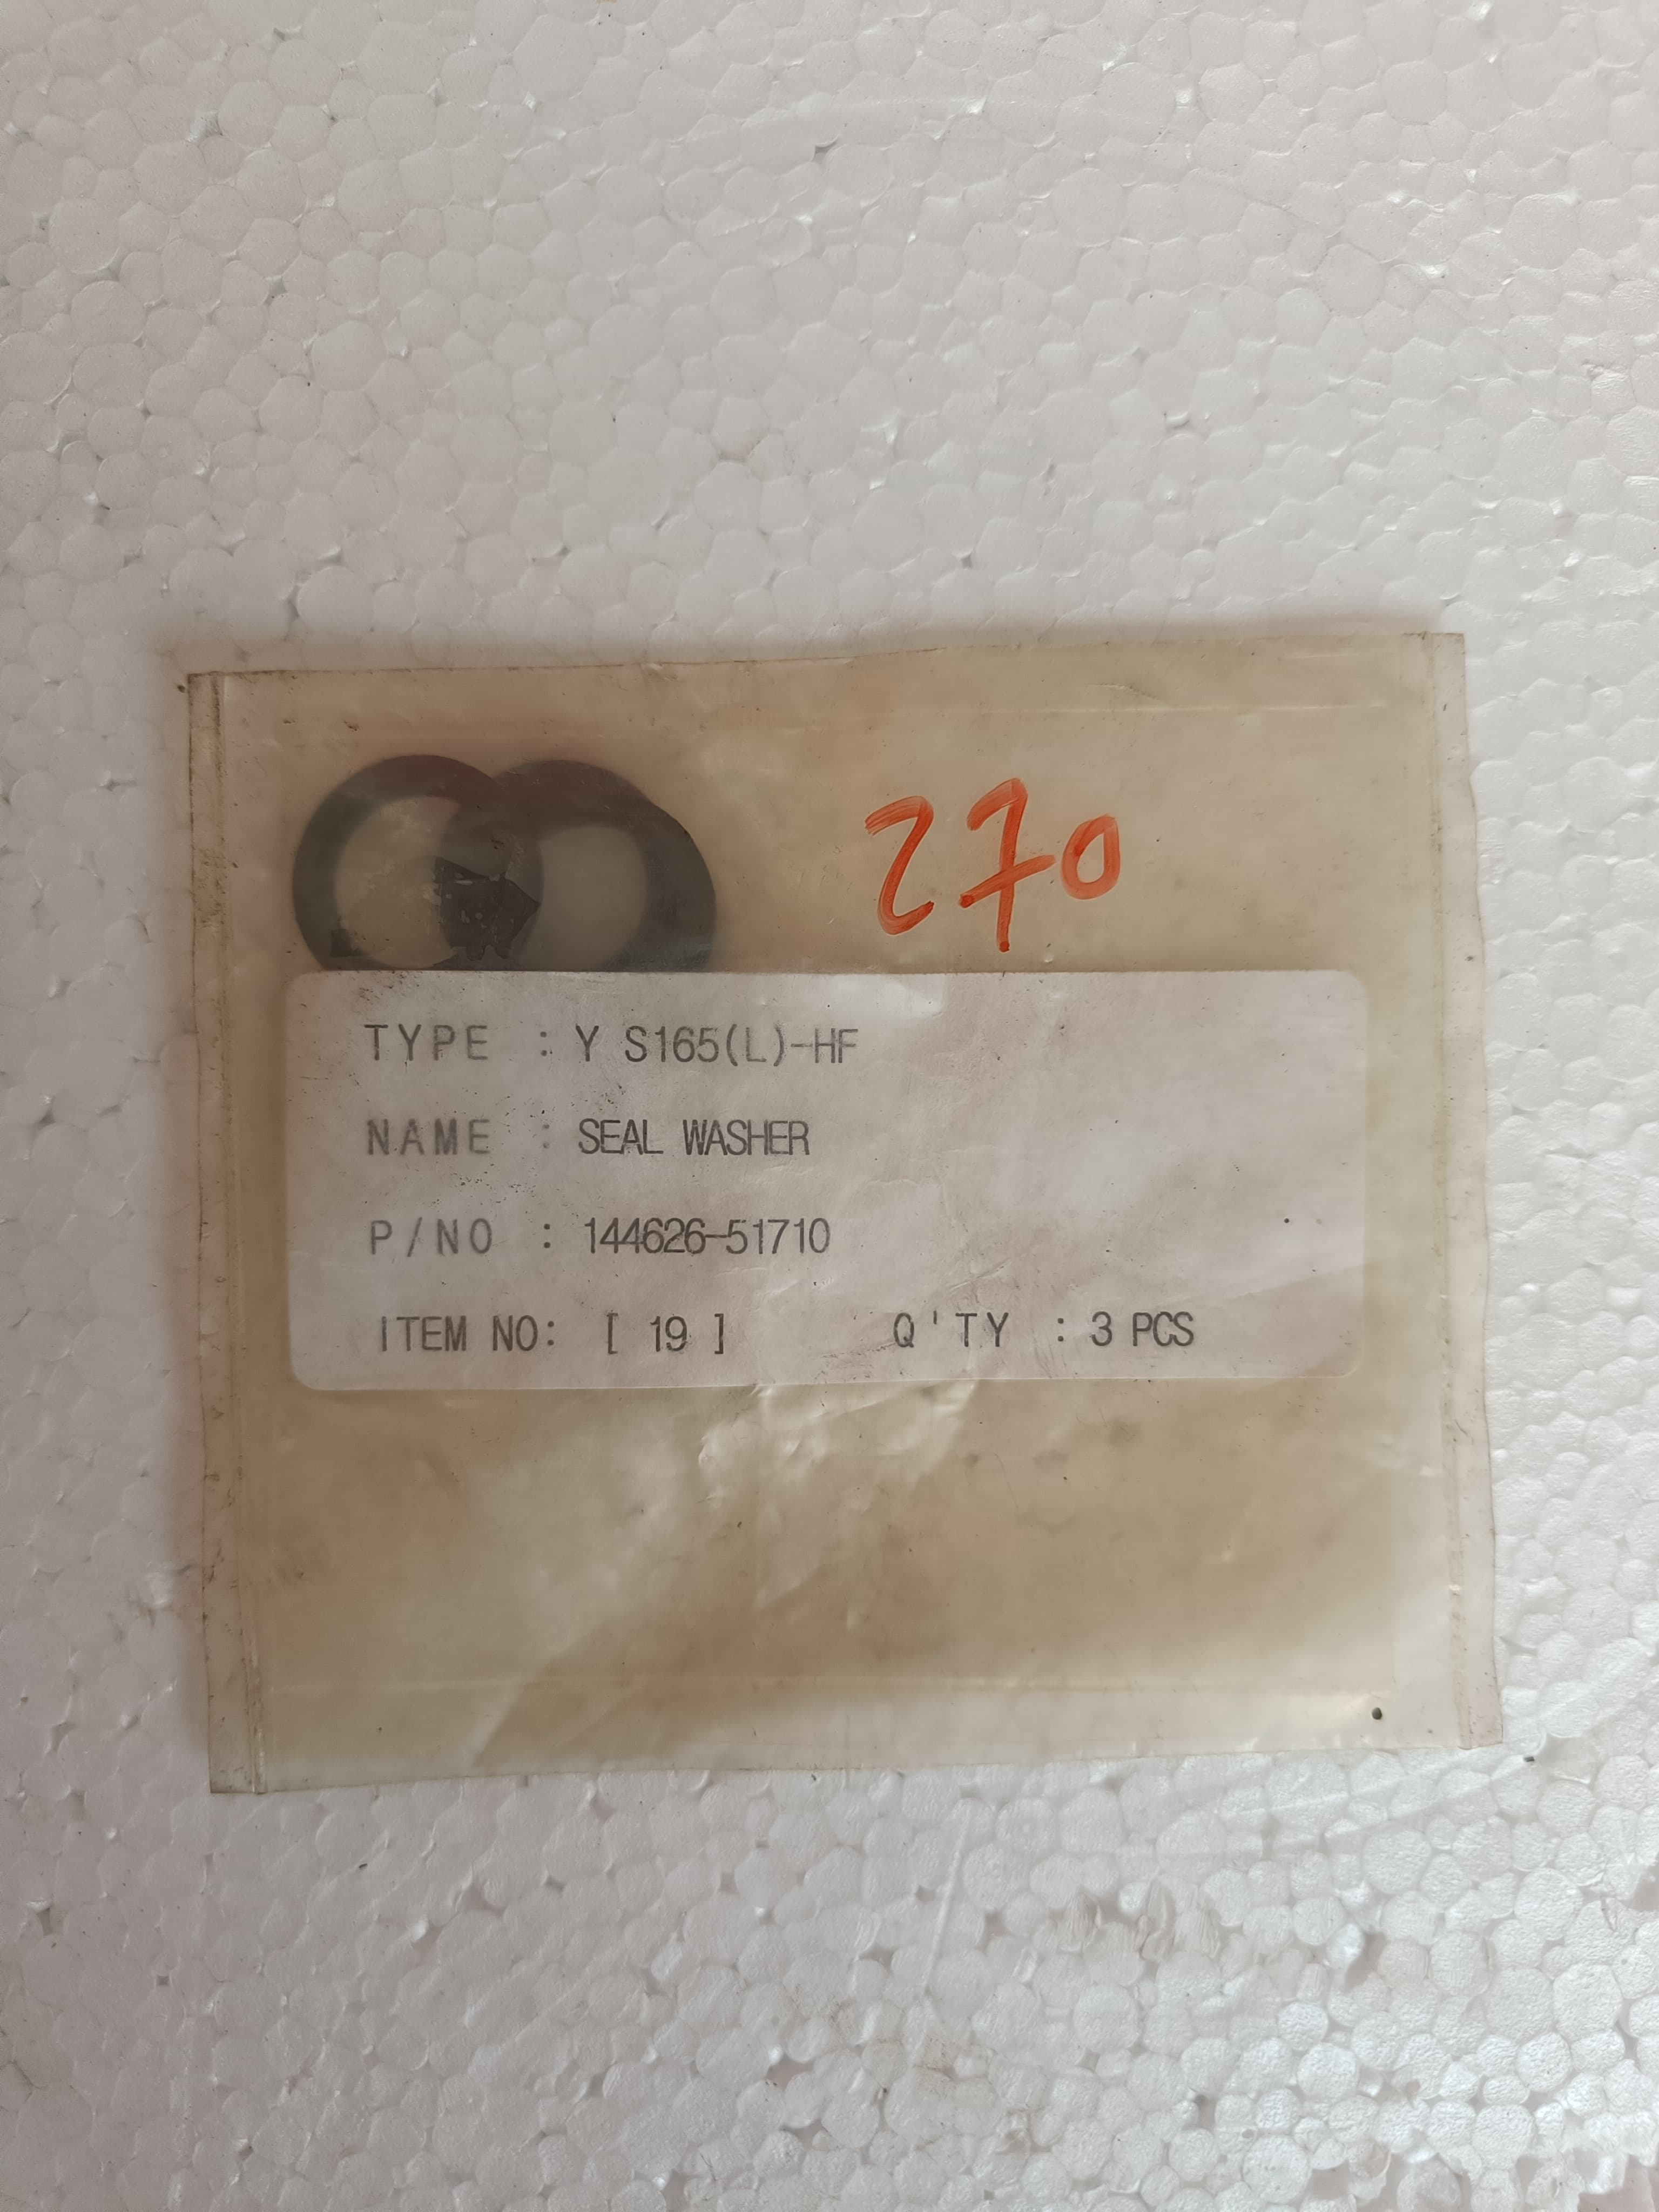 270
TYPE : Y S165(L)-HF
NAME : SEAL WASHER
P/NO : 144626-51710
ITEM NO: [ 19 ] Q'TY : 3 PCS